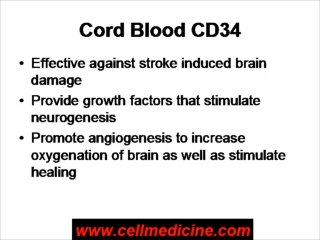 Cord Blood CD34
• Effective against stroke induced brain
damage
• Provide growth factors that stimulate
neurogenesis
• Promote angiogenesis to increase
oxygenation of brain as well as stimulate
healing
www.cellmedicine.com